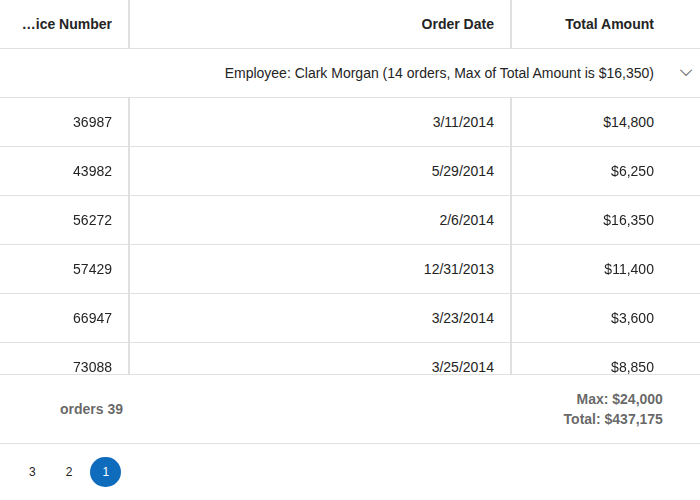 …ice Number Order Date Total Amount
Employee: Clark Morgan (14 orders, Max of Total Amount is $16,350)
36987 3/11/2014 $14,800
43982 5/29/2014 $6,250
56272 2/6/2014 $16,350
57429 12/31/2013 $11,400
66947 3/23/2014 $3,600
73088 3/25/2014 $8,850
orders 39 Max: $24,000
Total: $437,175
3 2 1